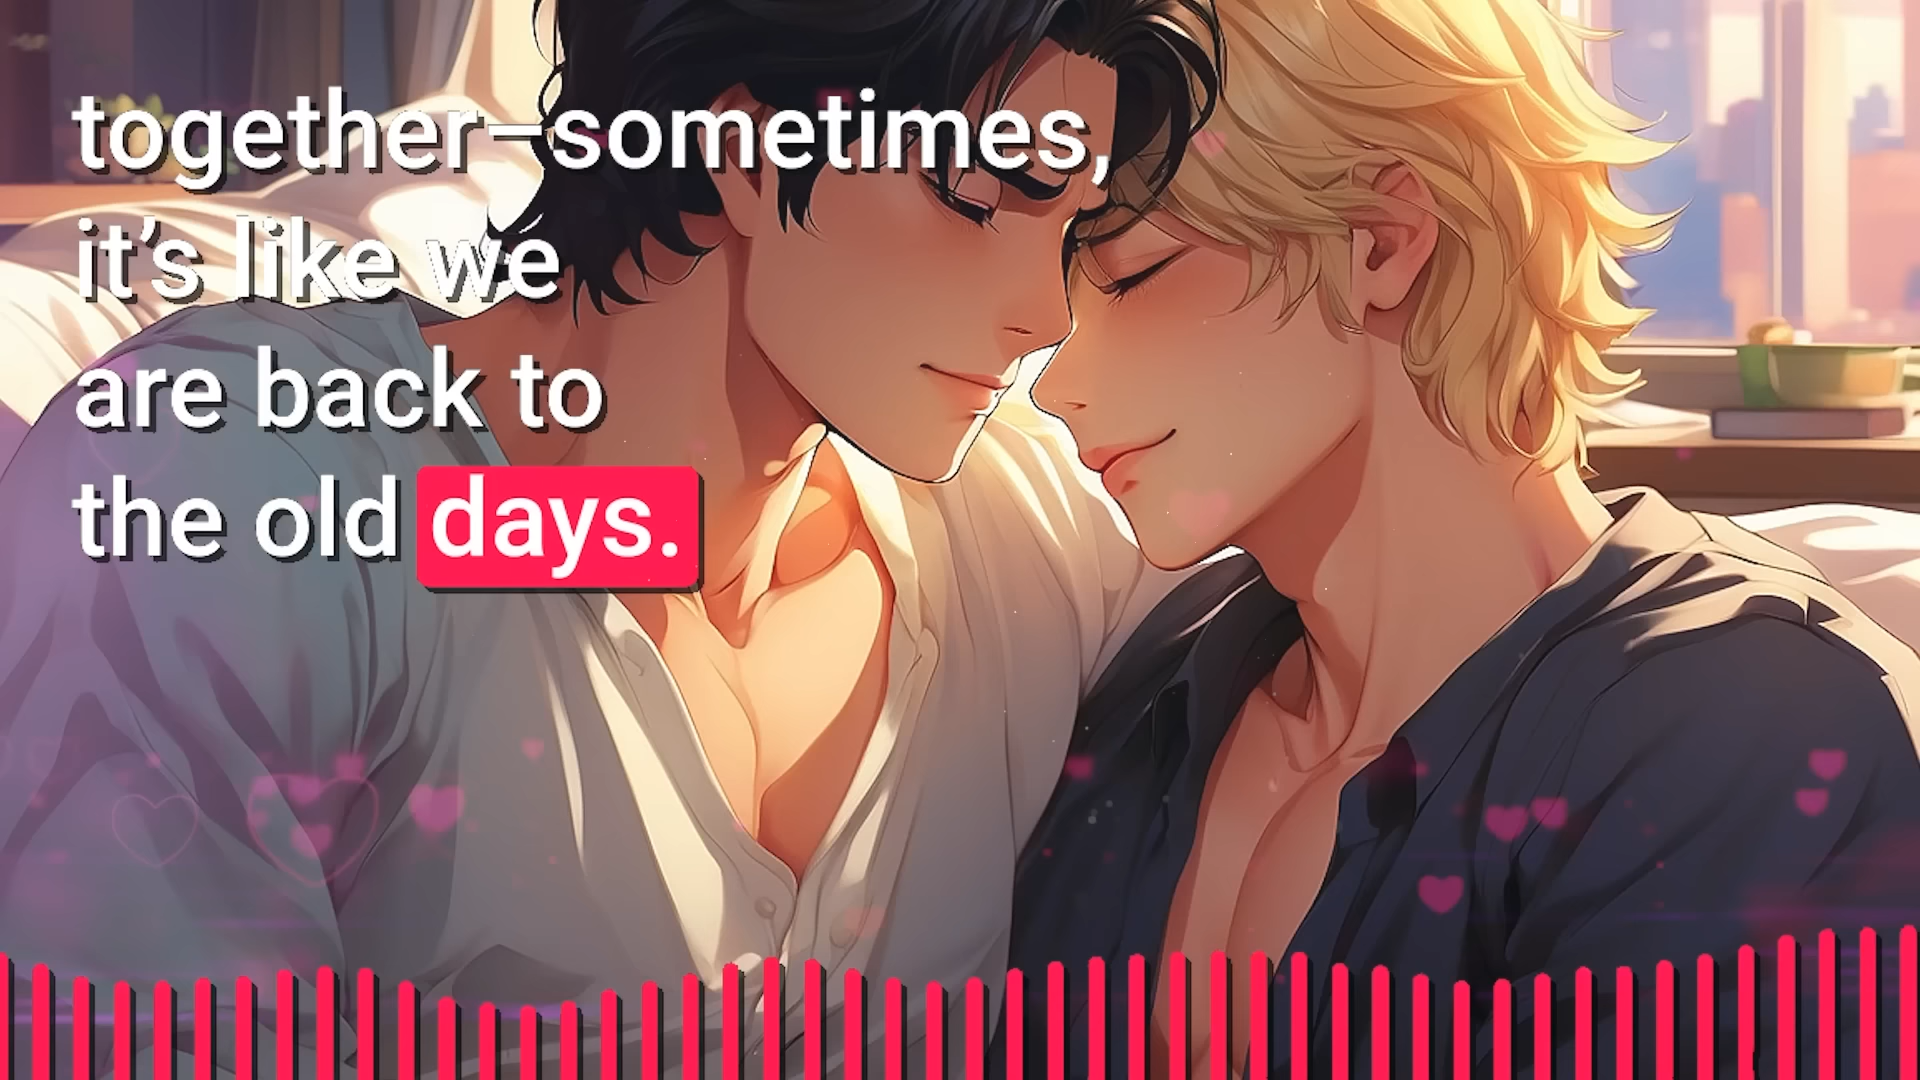 together–sometimes,
it’s like we
are back to
the old days.